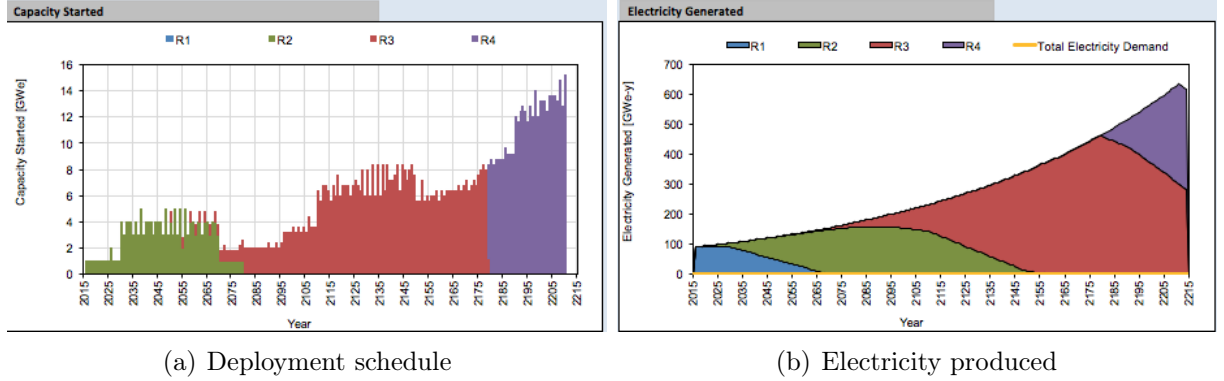 Capacity Started
R1 R2 R3 R4
Capacity Started [GWe]
16
14
12
10
8
6
4
2
0
2015 2025 2035 2045 2055 2065 2075 2085 2095 2105 2115 2125 2135 2145 2155 2165 2175 2185 2195 2205 2215
Year
(a) Deployment schedule
Electricity Generated
R1 R2 R3 R4 Total Electricity Demand
Electricity Generated [GWe-y]
700
600
500
400
300
200
100
0
2015 2025 2035 2045 2055 2065 2075 2085 2095 2105 2115 2125 2135 2145 2155 2165 2175 2185 2195 2205 2215
Year
(b) Electricity produced